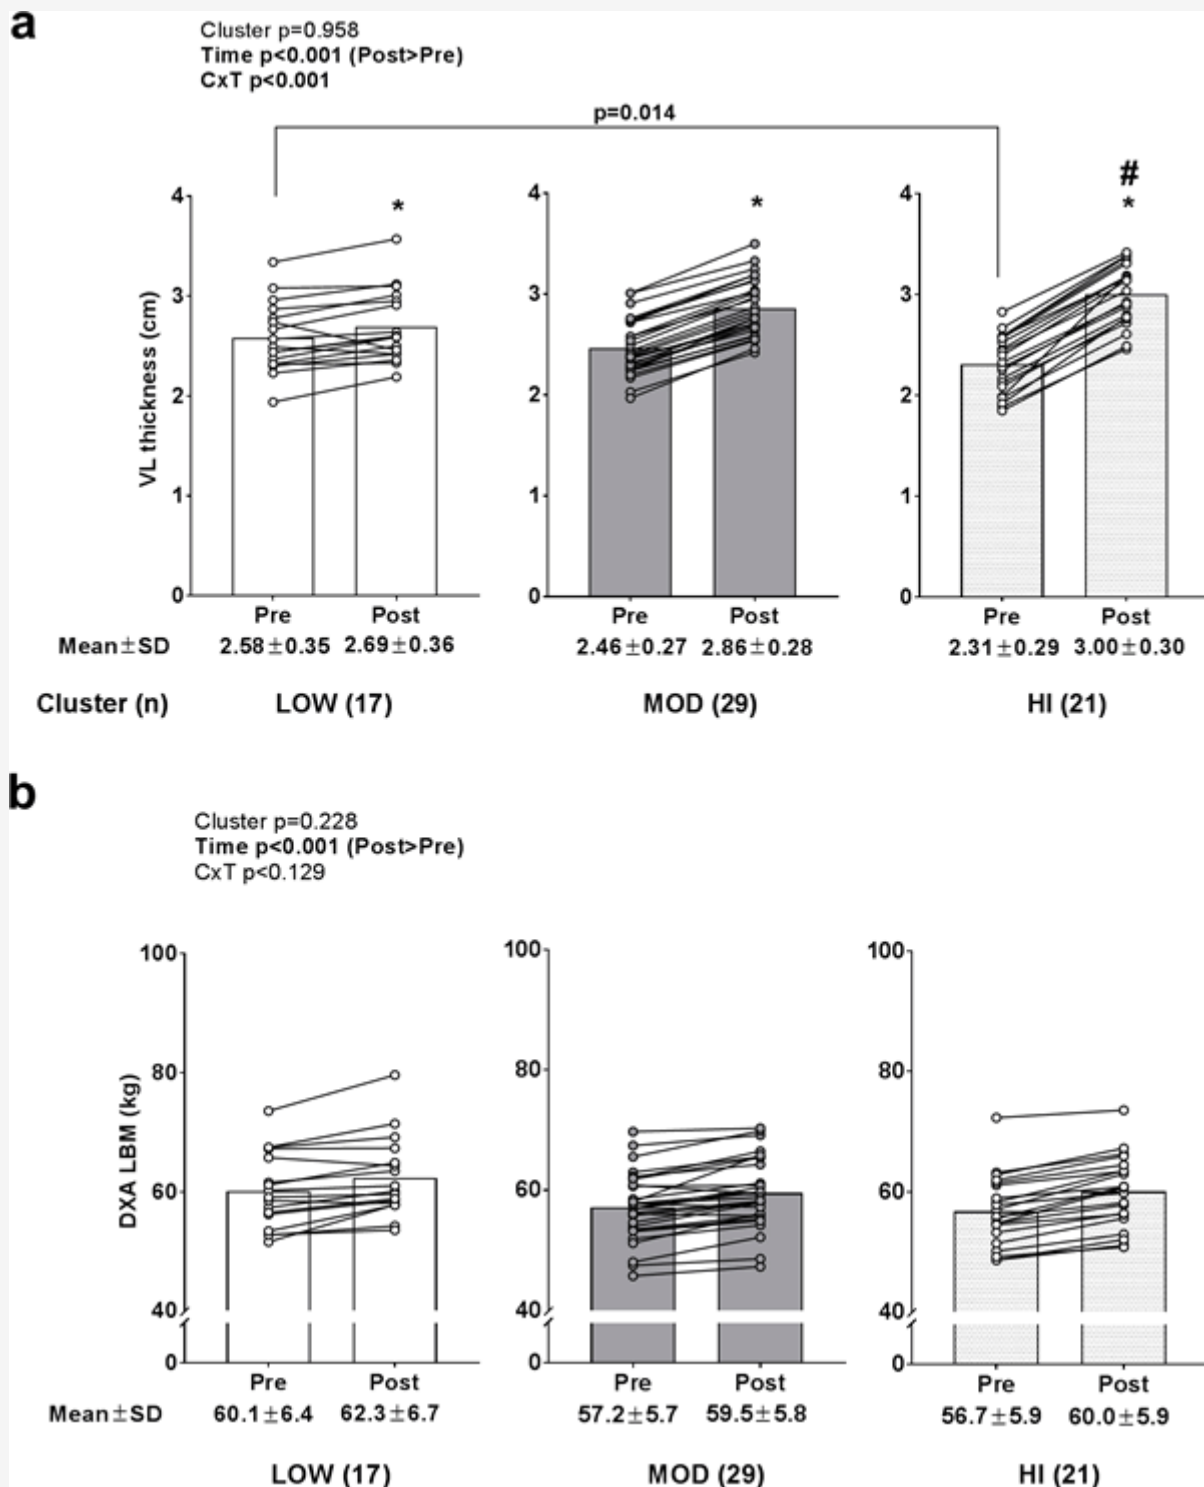 a
Cluster p=0.958
Time p<0.001 (Post>Pre)
CxT p<0.001
p=0.014
#
* * *
4 4 4
3 3 3
2 2 2
1 1 1
0 0 0
VL thickness (cm)
Pre Post Pre Post Pre Post
Mean±SD 2.58±0.35 2.69±0.36 2.46±0.27 2.86±0.28 2.31±0.29 3.00±0.30
Cluster (n) LOW (17) MOD (29) HI (21)
b
Cluster p=0.228
Time p<0.001 (Post>Pre)
CxT p<0.129
100 100 100
80 80 80
60 60 60
40 40 40
0 0 0
DXA LBM (kg)
Pre Post Pre Post Pre Post
Mean±SD 60.1±6.4 62.3±6.7 57.2±5.7 59.5±5.8 56.7±5.9 60.0±5.9
LOW (17) MOD (29) HI (21)